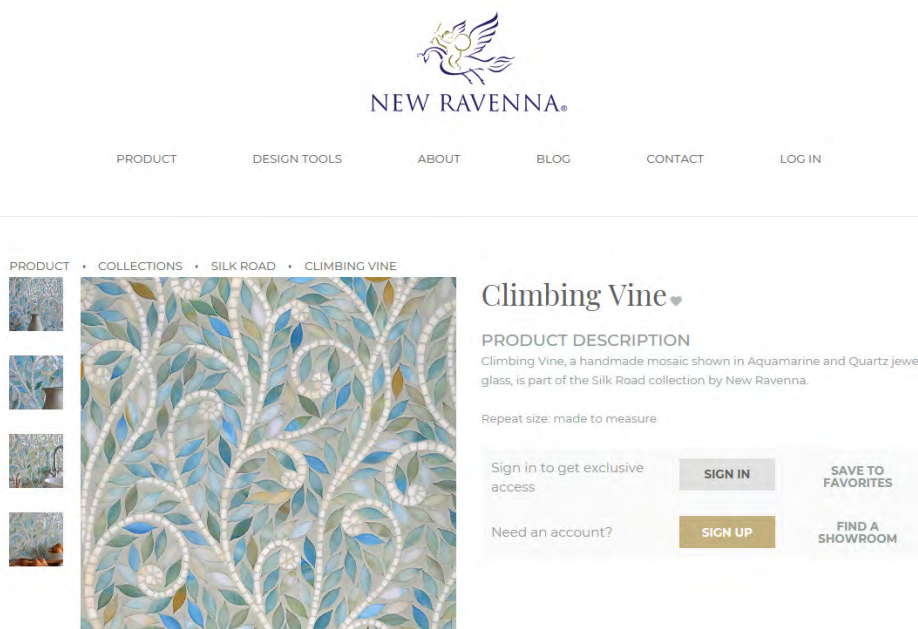 NEW RAVENNA®
PRODUCT DESIGN TOOLS ABOUT BLOG CONTACT LOG IN
PRODUCT • COLLECTIONS • SILK ROAD • CLIMBING VINE
Climbing Vine
PRODUCT DESCRIPTION
Climbing Vine, a handmade mosaic shown in Aquamarine and Quartz jewe
glass, is part of the Silk Road collection by New Ravenna.
Repeat size: made to measure
Sign in to get exclusive
access
SIGN IN
SAVE TO
FAVORITES
Need an account?
SIGN UP
FIND A
SHOWROOM